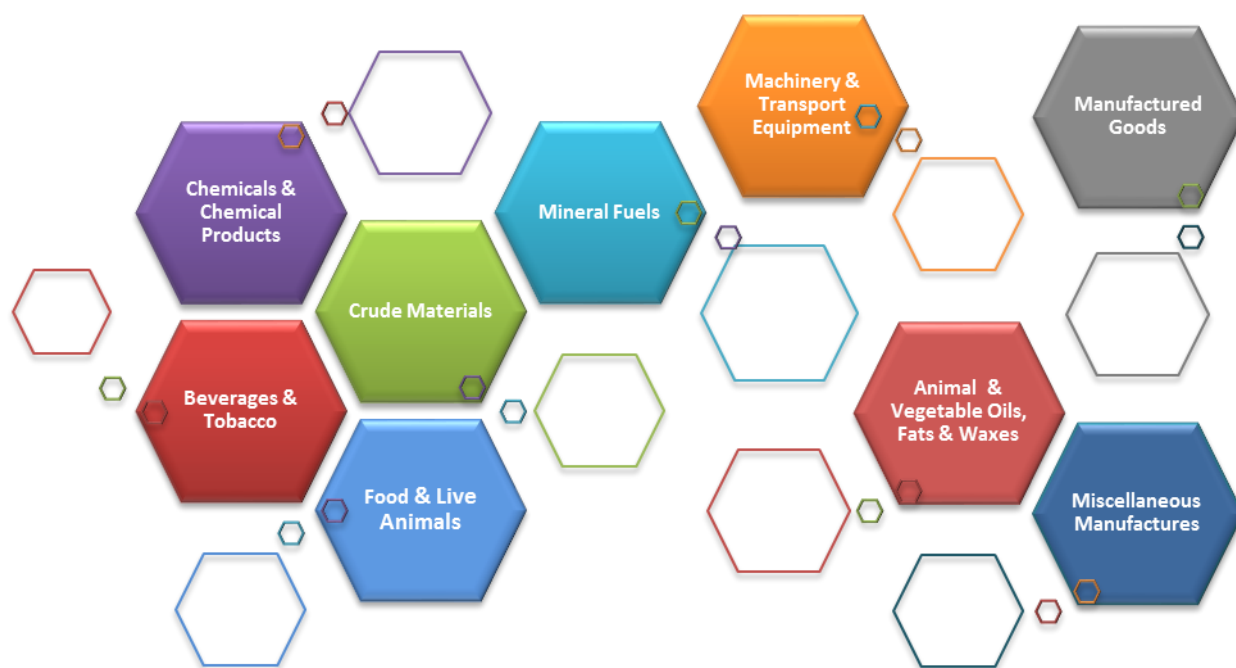 Machinery &
Transport
Equipment
Manufactured
Goods
Chemicals &
Chemical
Products
Mineral Fuels
Crude Materials
Beverages &
Tobacco
Animal  &
Vegetable Oils,
Fats & Waxes
Food & Live
Animals
Miscellaneous
Manufactures